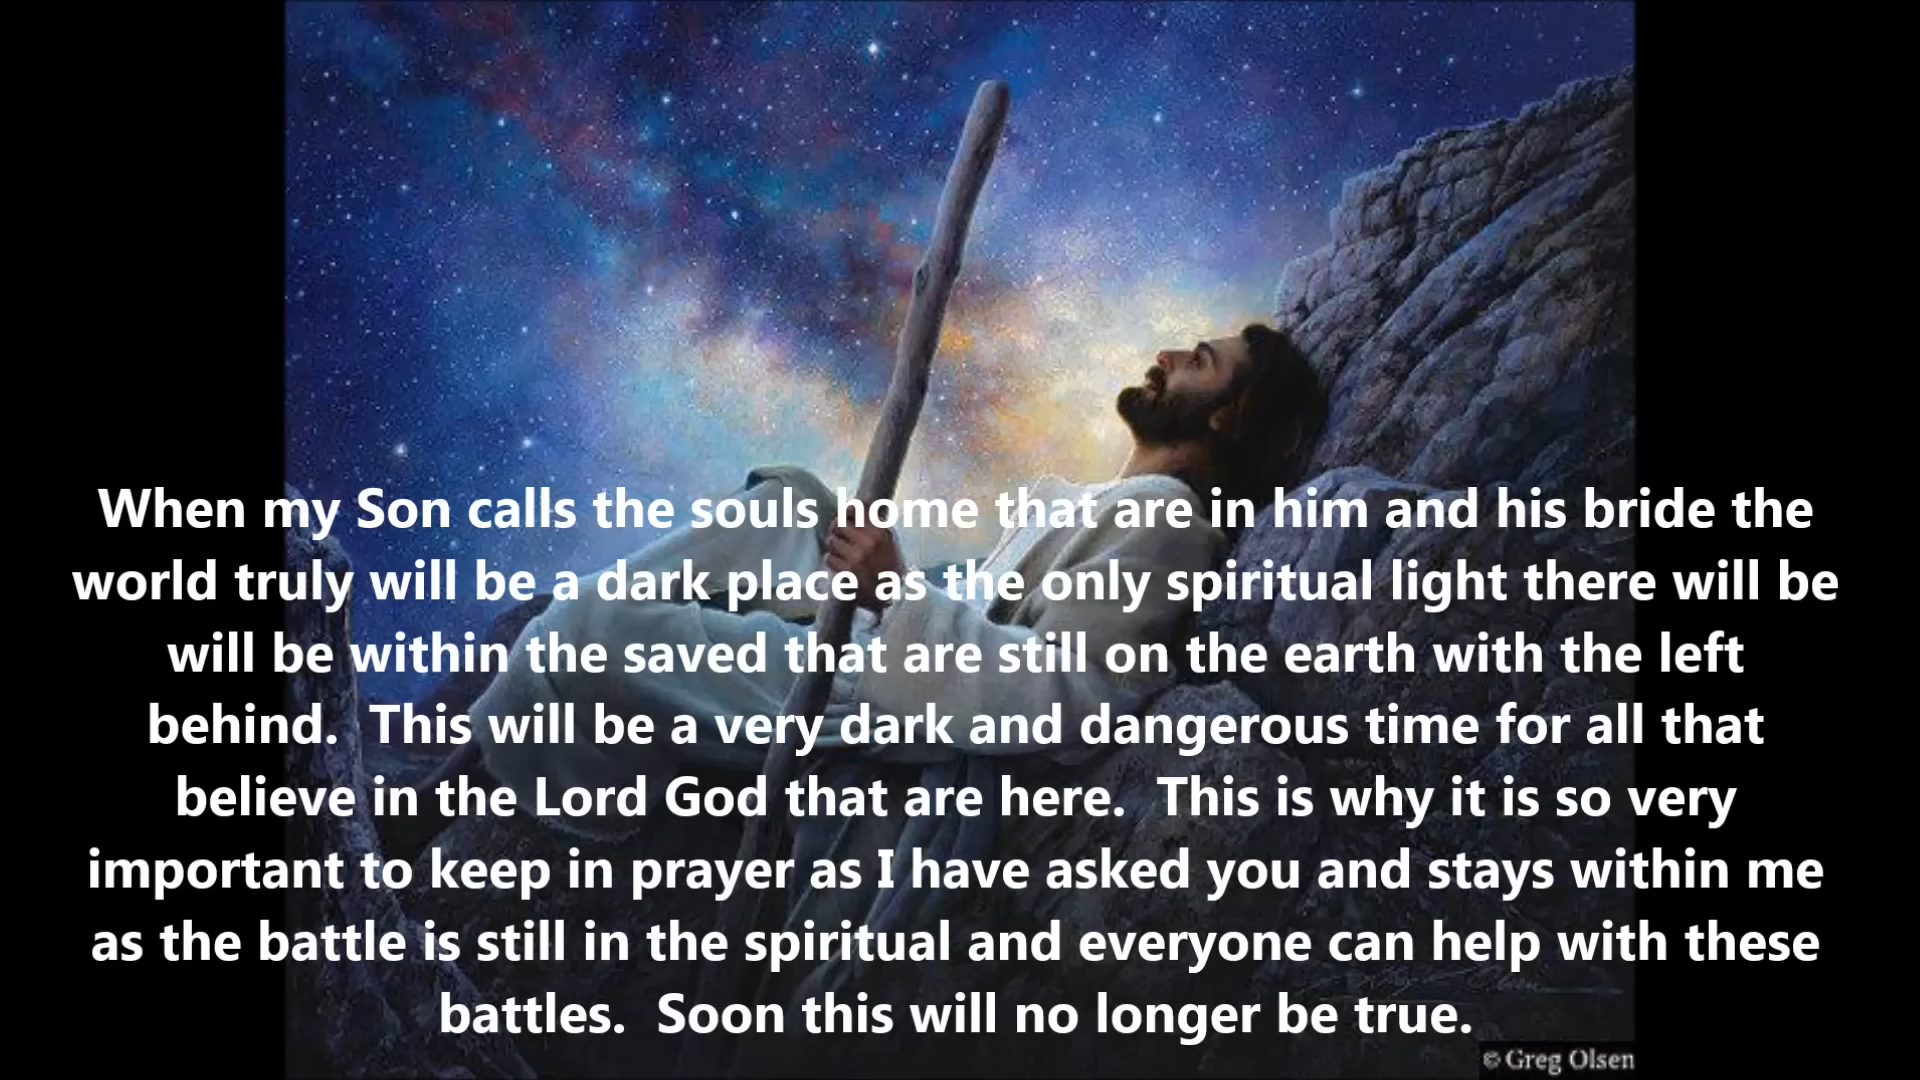 When my Son calls the souls home that are in him and his bride the
world truly will be a dark place as the only spiritual light there will be
will be within the saved that are still on the earth with the left
behind.  This will be a very dark and dangerous time for all that
believe in the Lord God that are here.  This is why it is so very
important to keep in prayer as I have asked you and stays within me
as the battle is still in the spiritual and everyone can help with these
battles.  Soon this will no longer be true.
© Greg Olsen